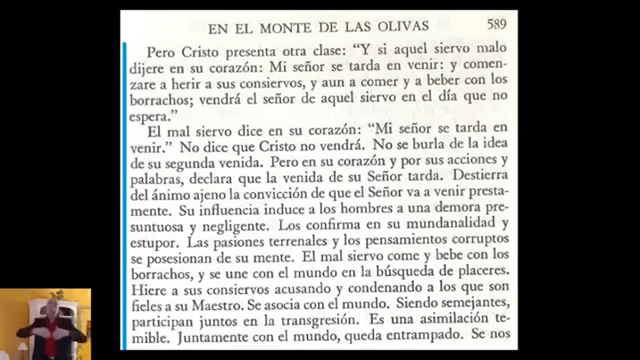 EN EL MONTE DE LAS OLIVAS 589
Pero Cristo presenta otra clase: "Y si aquel siervo malo
dijere en su corazón: Mi señor se tarda en venir: y comen-
zare a herir a sus consiervos, y aun a comer y a beber con los
borrachos; vendrá el señor de aquel siervo en el día que no
espera."
El mal siervo dice en su corazón: "Mi señor se tarda en
venir." No dice que Cristo no vendrá. No se burla de la idea
de su segunda venida. Pero en su corazón y por sus acciones y
palabras, declara que la venida de su Señor tarda. Destierra
del ánimo ajeno la convicción de que el Señor va a venir presta-
mente. Su influencia induce a los hombres a una demora pre-
suntuosa y negligente. Los confirma en su mundanalidad y
estupor. Las pasiones terrenales y los pensamientos corruptos
se posesionan de su mente. El mal siervo come y bebe con los
borrachos, y se une con el mundo en la búsqueda de placeres.
Hiere a sus consiervos acusando y condenando a los que son
fieles a su Maestro. Se asocia con el mundo. Siendo semejantes,
participan juntos en la transgresión. Es una asimilación te-
mible. Juntamente con el mundo, queda entrampado. Se nos